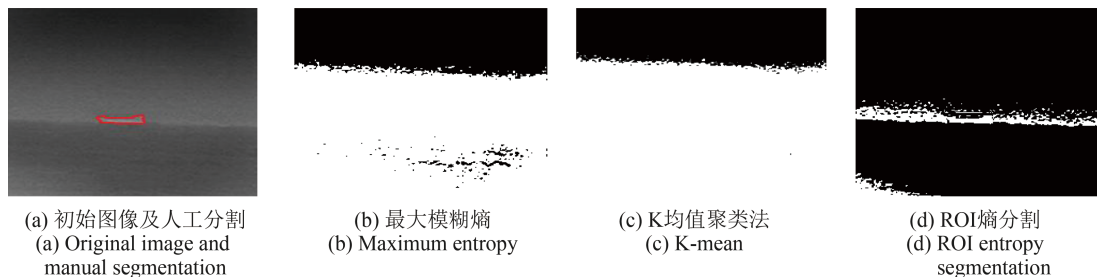 (a) 初始图像及人工分割
(a) Original image and
manual segmentation
(b) 最大模糊熵
(b) Maximum entropy
(c) K均值聚类法
(c) K-mean
(d) ROI熵分割
(d) ROI entropy
segmentation